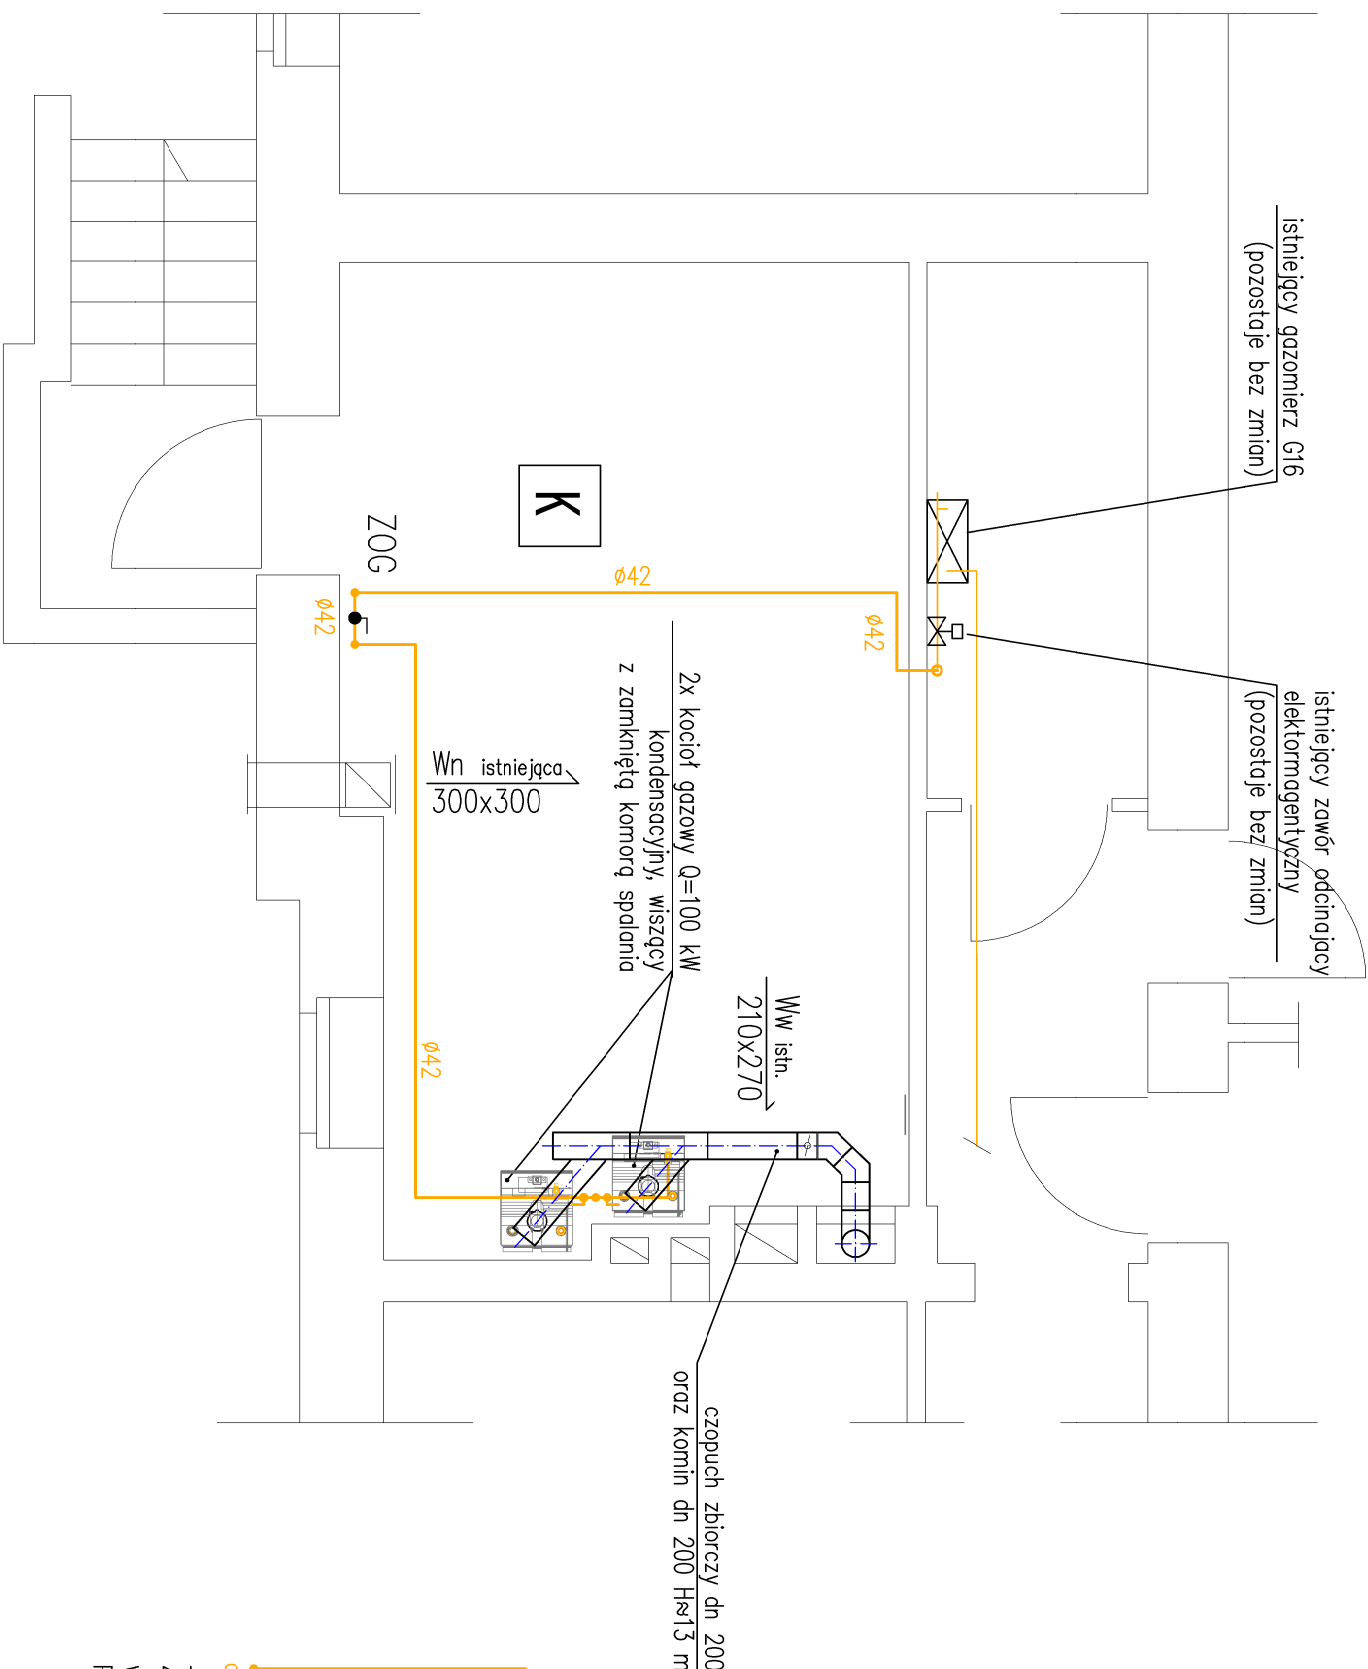 istniejący gazomierz G16
(pozostaje bez zmian)
istniejący zawór odcinający
elektormagentyczny
(pozostaje bez zmian)
K
ZOG
ø42
ø42
ø42
ø42
Wn istniejąca
300x300
2x kocioł gazowy Q=100 kW
kondensacyjny, wiszący
z zamkniętą komorą spalania
Ww istn.
210x270
czopuch zbiorczy dn 200
oraz komin dn 200 H≈13 m